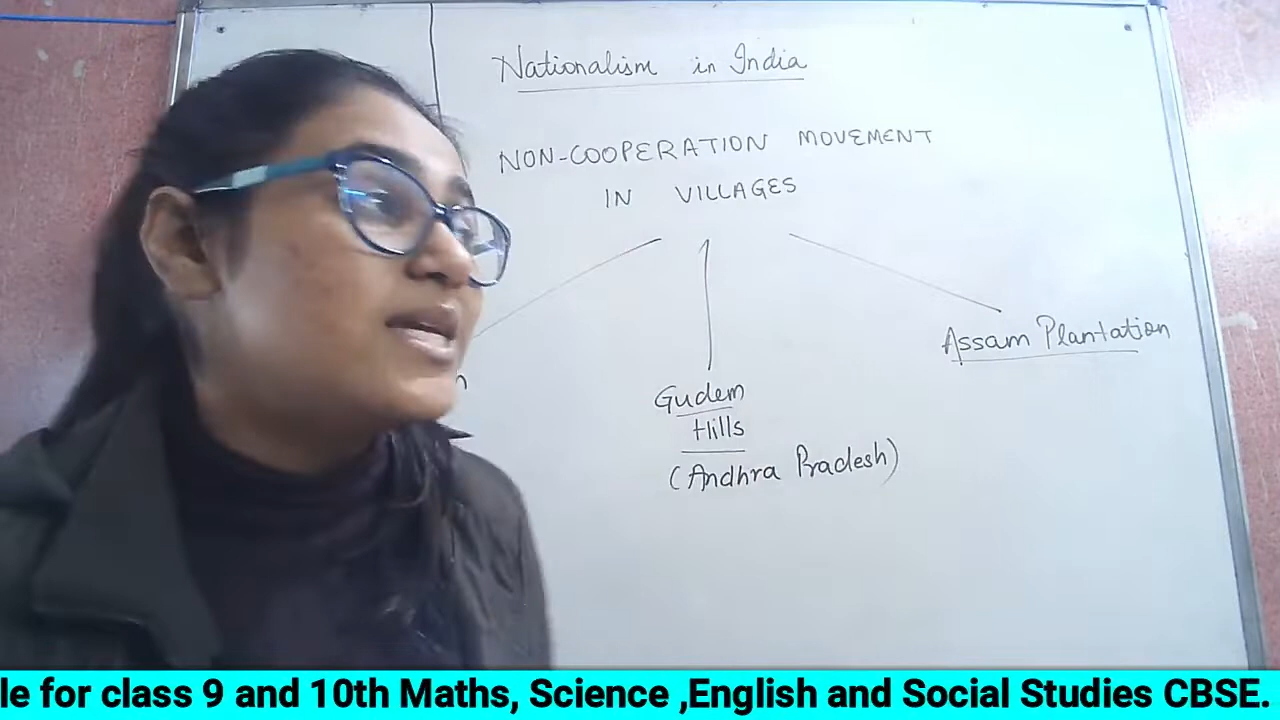 Nationalism in India
NON-COOPERATION MOVEMENT
IN VILLAGES
Assam Plantation
Gudem
Hills
(Andhra Pradesh)
le for class 9 and 10th Maths, Science ,English and Social Studies CBSE.